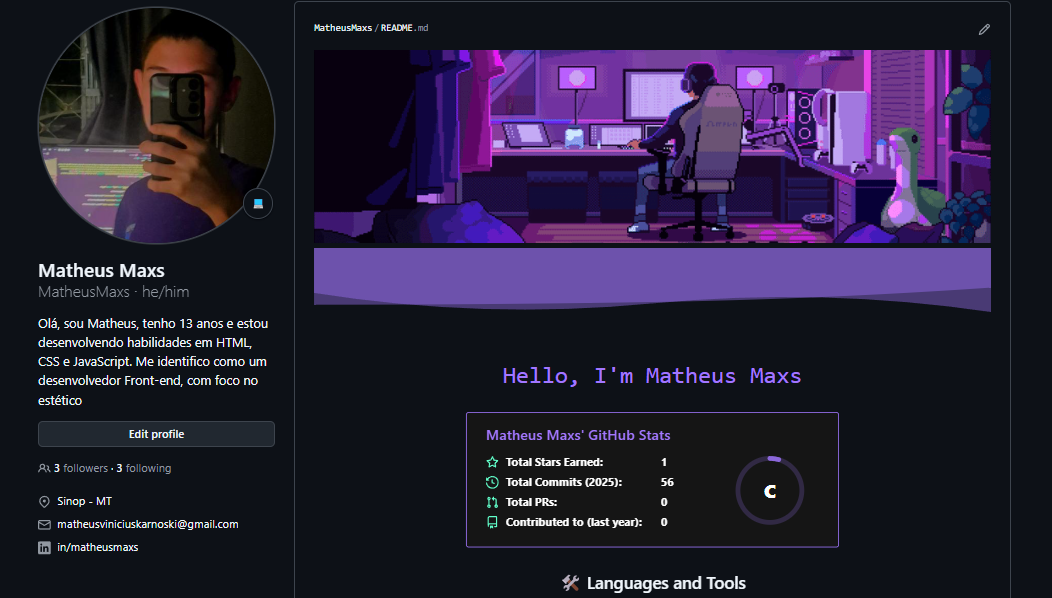 Matheus Maxs
MatheusMaxs · he/him
Olá, sou Matheus, tenho 13 anos e estou
desenvolvendo habilidades em HTML,
CSS e JavaScript. Me identifico como um
desenvolvedor Front-end, com foco no
estético
Edit profile
3 followers · 3 following
Sinop - MT
matheusviniciuskarnoski@gmail.com
in/matheusmaxs
MatheusMaxs / README.md
Hello, I'm Matheus Maxs
Matheus Maxs' GitHub Stats
Total Stars Earned: 1
Total Commits (2025): 56
Total PRs: 0
Contributed to (last year): 0
C
Languages and Tools